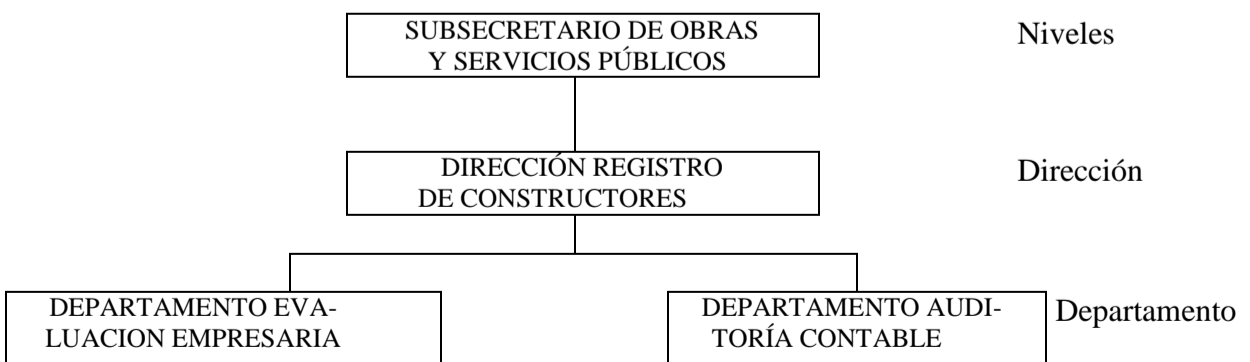 SUBSECRETARIO DE OBRAS
Y SERVICIOS PÚBLICOS
Niveles
DIRECCIÓN REGISTRO
DE CONSTRUCTORES
Dirección
DEPARTAMENTO EVA-
LUACION EMPRESARIA
DEPARTAMENTO AUDI-
TORÍA CONTABLE
Departamento